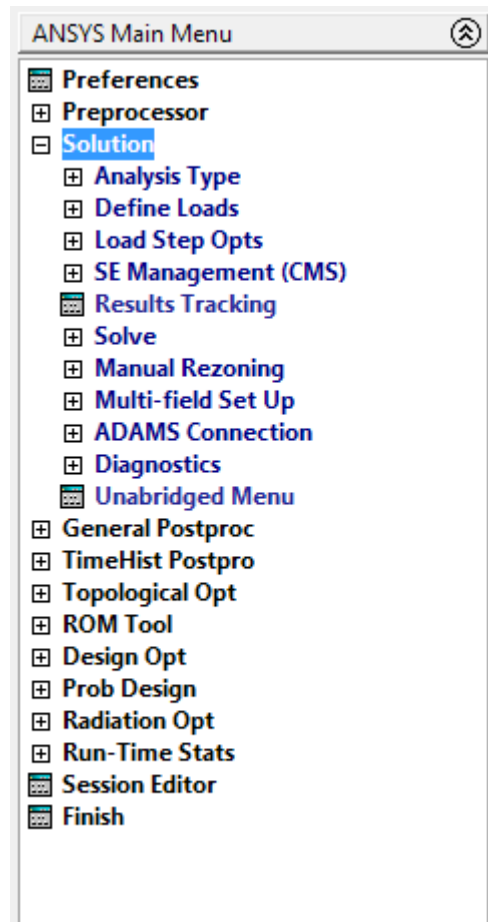 ANSYS Main Menu
Preferences
Preprocessor
Solution
Analysis Type
Define Loads
Load Step Opts
SE Management (CMS)
Results Tracking
Solve
Manual Rezoning
Multi-field Set Up
ADAMS Connection
Diagnostics
Unabridged Menu
General Postproc
TimeHist Postpro
Topological Opt
ROM Tool
Design Opt
Prob Design
Radiation Opt
Run-Time Stats
Session Editor
Finish